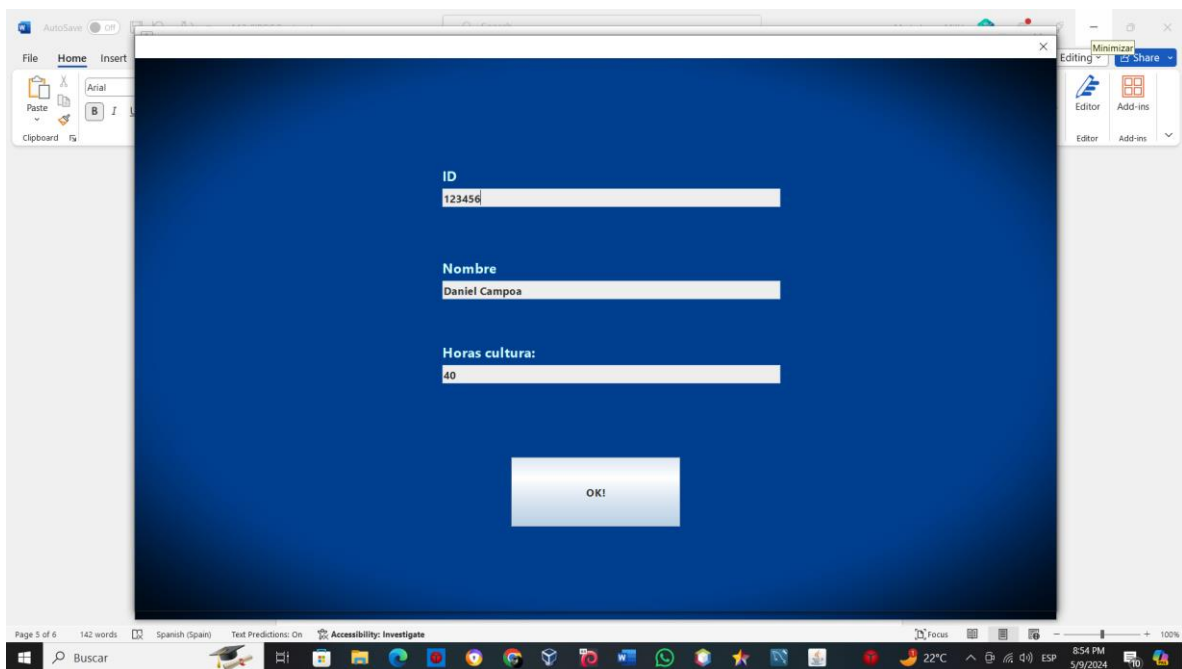 AutoSave Off
Minimizar
File Home Insert
Editing Share
Arial
Paste
B I U
Editor Add-ins
Clipboard
Editor Add-ins
ID
123456
Nombre
Daniel Campoa
Horas cultura:
40
OK!
Page 5 of 6 142 words Spanish (Spain) Text Predictions: On Accessibility: Investigate Focus 100%
Buscar 22°C ESP 8:54 PM
5/9/2024